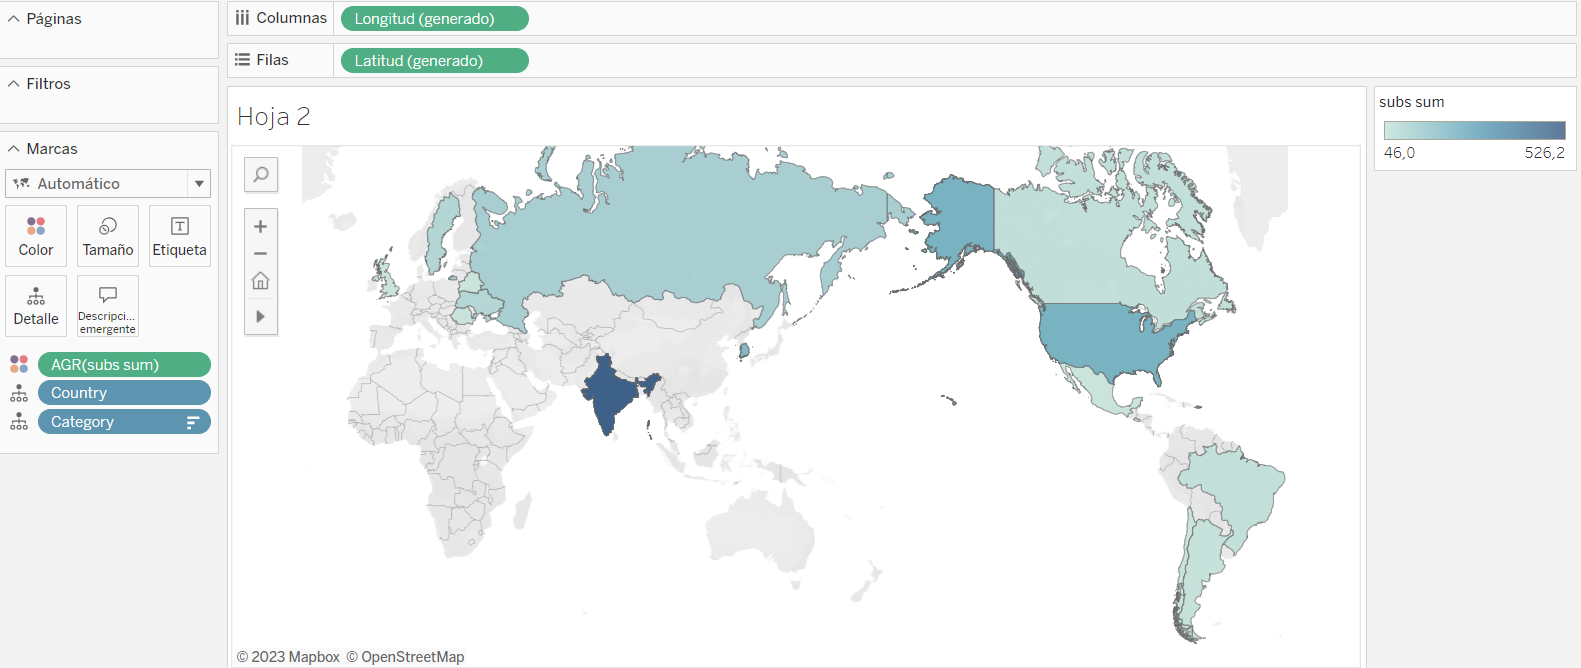 Páginas
Filtros
Marcas
Automático
Color
Tamaño
Etiqueta
Detalle
Descripci...
emergente
AGR(subs sum)
Country
Category
Columnas
Longitud (generado)
Filas
Latitud (generado)
Hoja 2
© 2023 Mapbox © OpenStreetMap
subs sum
46,0
526,2